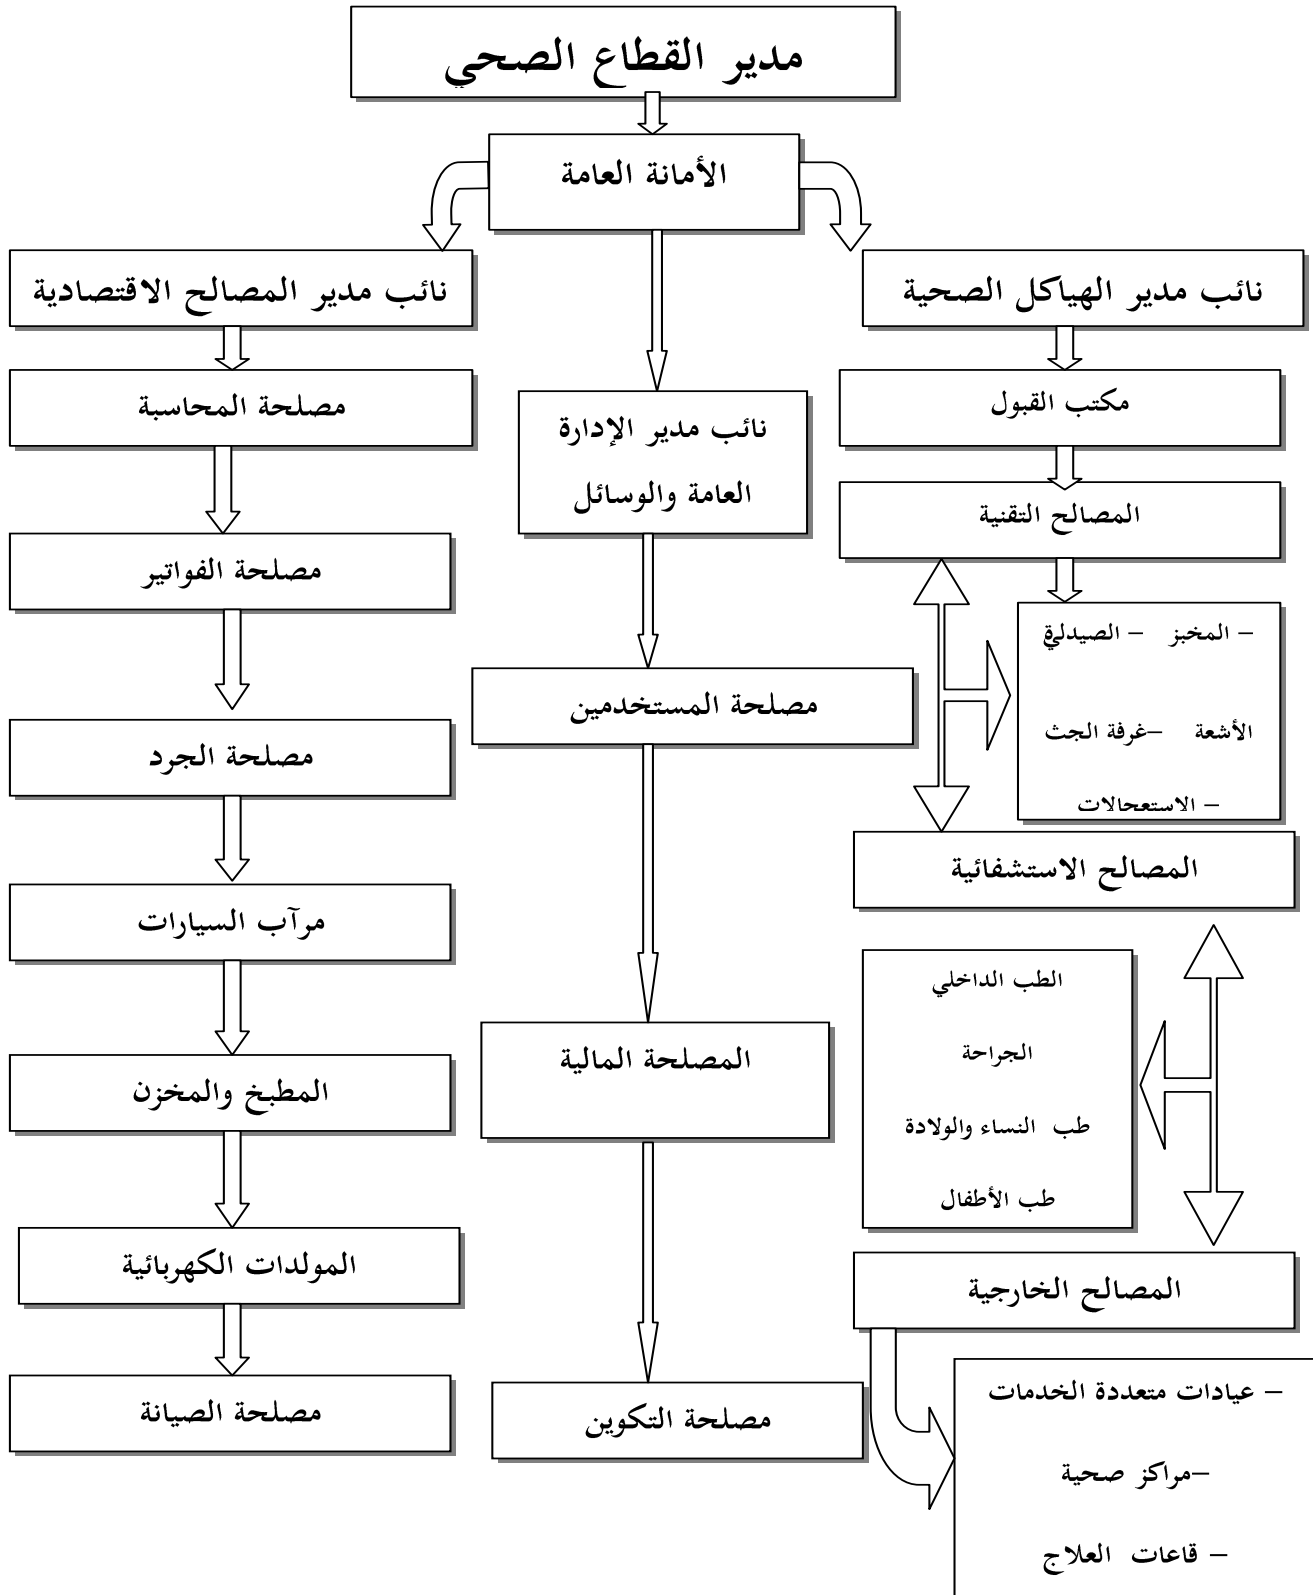 مدير القطاع الصحي
الأمانة العامة
نائب مدير الهياكل الصحية
مكتب القبول
المصالح التقنية
– المخبز – الصيدلية
الأشعة –غرفة الجث
– الاستعجالات
المصالح الاستشفائية
الطب الداخلي
الجراحة
طب النساء والولادة
طب الأطفال
المصالح الخارجية
– عيادات متعددة الخدمات
–مراكز صحية
– قاعات العلاج
نائب مدير الإدارة
العامة والوسائل
مصلحة المستخدمين
المصلحة المالية
مصلحة التكوين
نائب مدير المصالح الاقتصادية
مصلحة المحاسبة
مصلحة الفواتير
مصلحة الجرد
مرآب السيارات
المطبخ والمخزن
المولدات الكهربائية
مصلحة الصيانة